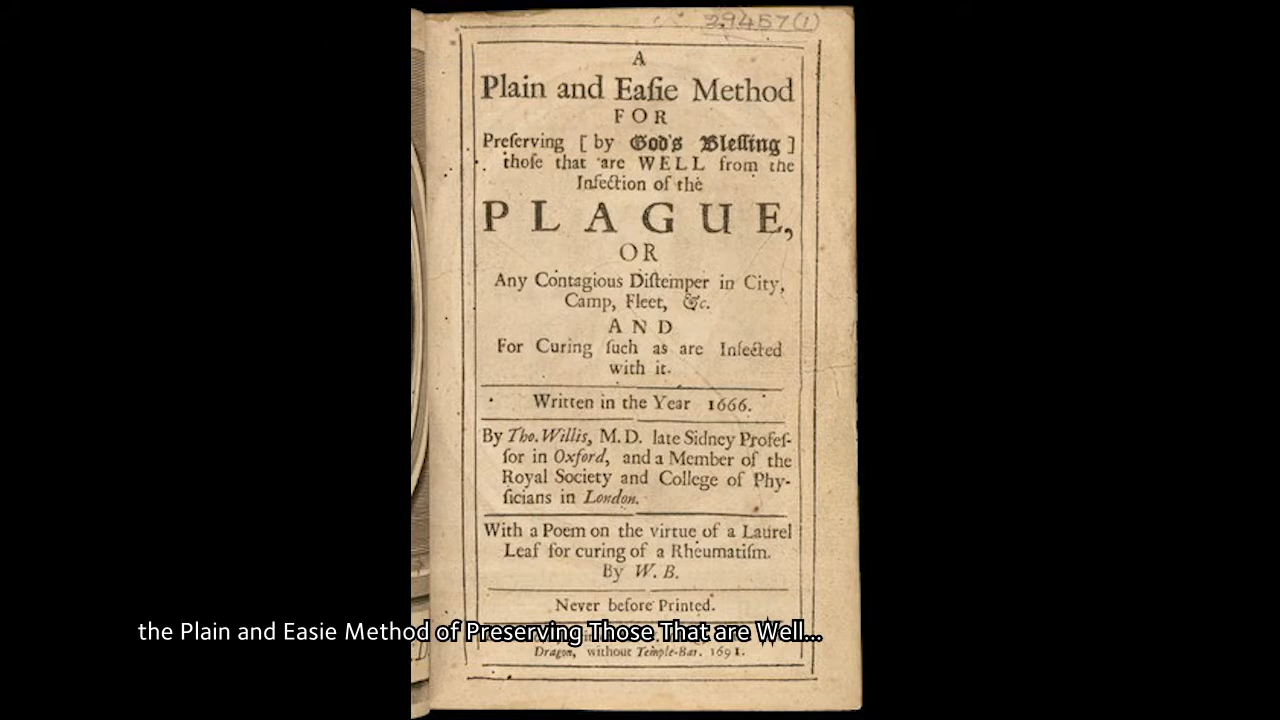 29457(1)
A
Plain and Eaſie Method
FOR
Preſerving [ by God's Bleſſing ]
thoſe that are WELL from the
Infection of the
PLAGUE,
OR
Any Contagious Diſtemper in City,
Camp, Fleet, &c.
AND
For Curing ſuch as are Infected
with it.
Written in the Year 1666.
By Tho. Willis, M.D. late Sidney Profeſ-
ſor in Oxford, and a Member of the
Royal Society and College of Phy-
ſicians in London.
With a Poem on the virtue of a Laurel
Leaf for curing of a Rheumatiſm.
By W. B.
Never before Printed.
the Plain and Easie Method of Preserving Those That are Well...
Dragon, without Temple-Bar. 1691.